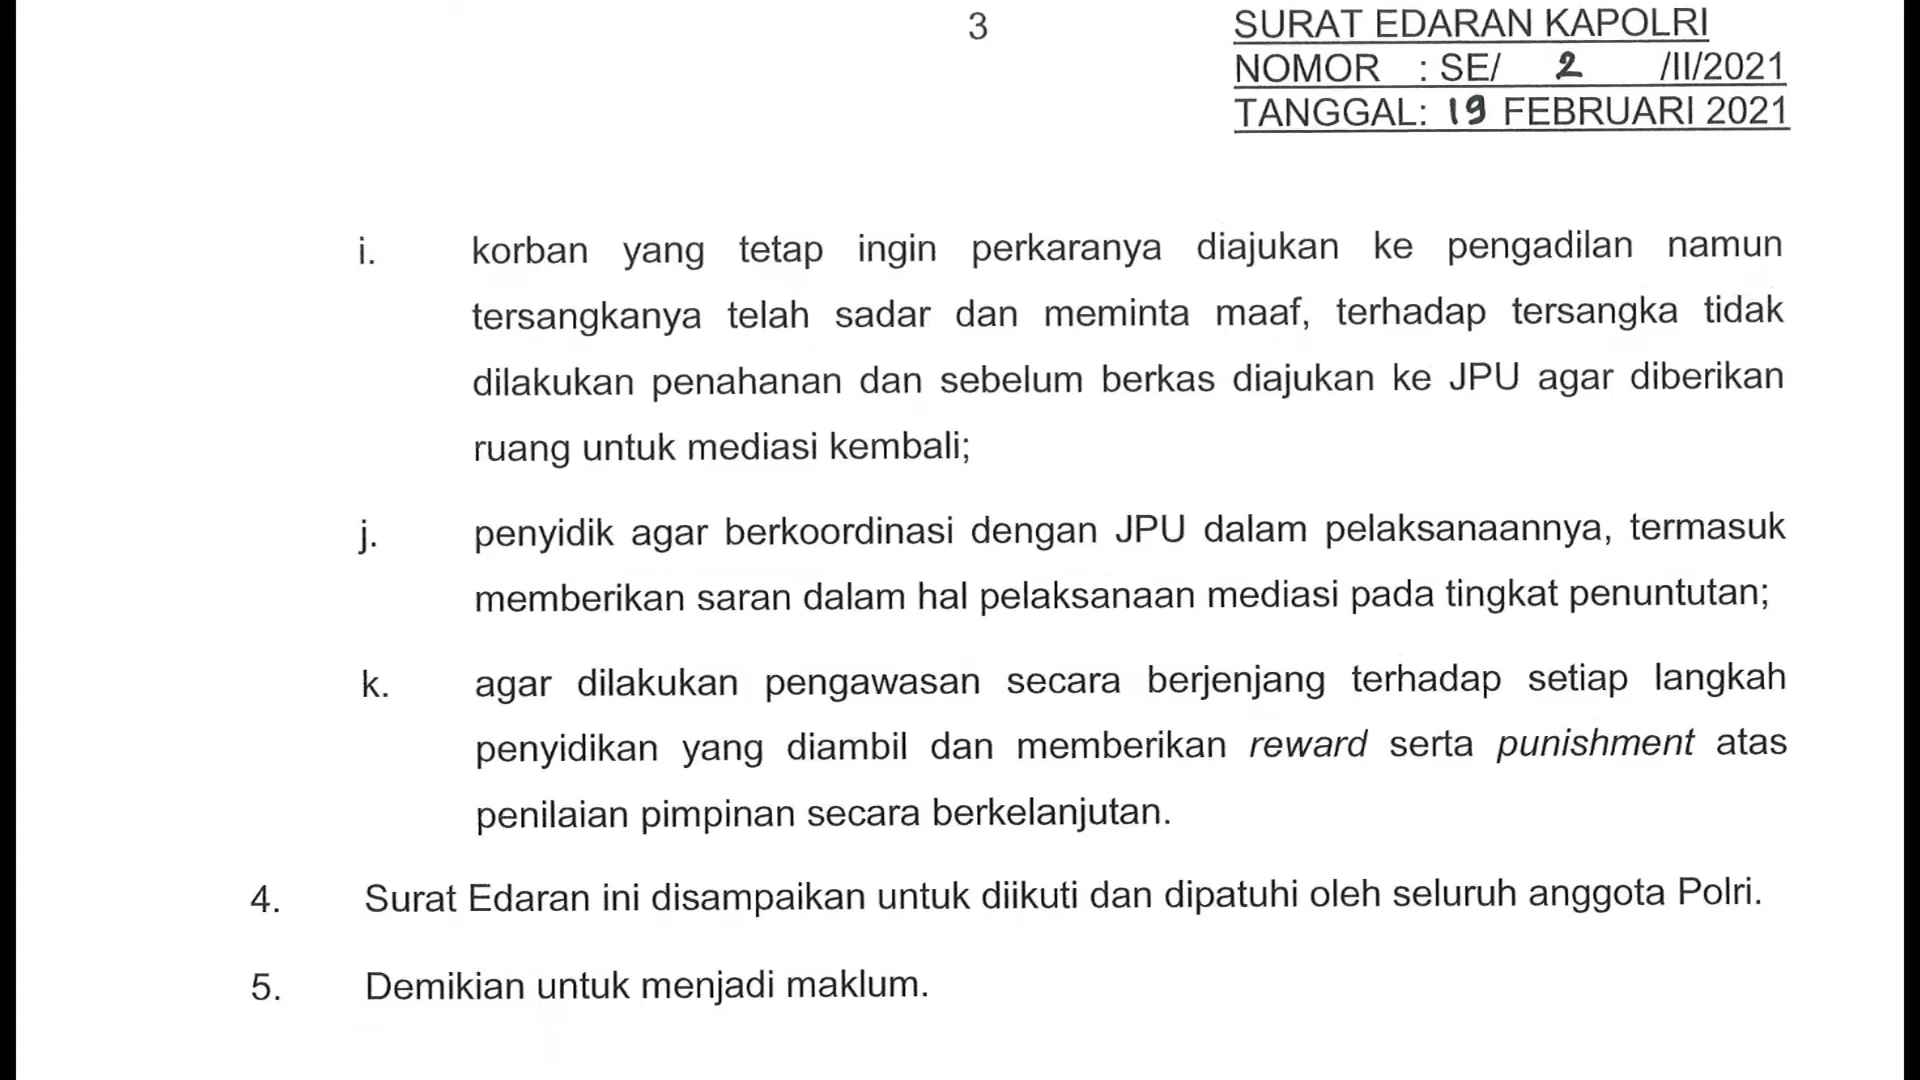 3
SURAT EDARAN KAPOLRI
NOMOR : SE/ 2 /II/2021
TANGGAL: 19 FEBRUARI 2021
i. korban yang tetap ingin perkaranya diajukan ke pengadilan namun
tersangkanya telah sadar dan meminta maaf, terhadap tersangka tidak
dilakukan penahanan dan sebelum berkas diajukan ke JPU agar diberikan
ruang untuk mediasi kembali;
j. penyidik agar berkoordinasi dengan JPU dalam pelaksanaannya, termasuk
memberikan saran dalam hal pelaksanaan mediasi pada tingkat penuntutan;
k. agar dilakukan pengawasan secara berjenjang terhadap setiap langkah
penyidikan yang diambil dan memberikan reward serta punishment atas
penilaian pimpinan secara berkelanjutan.
4. Surat Edaran ini disampaikan untuk diikuti dan dipatuhi oleh seluruh anggota Polri.
5. Demikian untuk menjadi maklum.